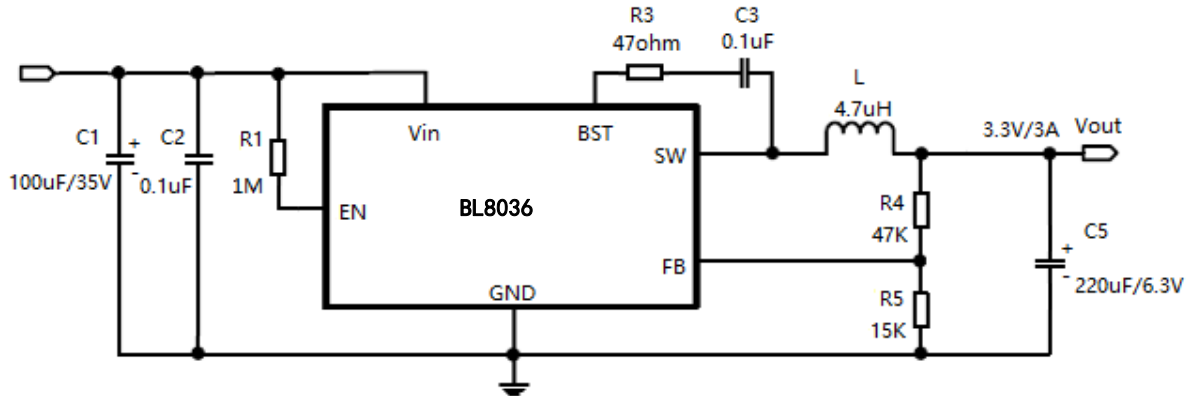 R3
47ohm
C3
0.1uF
L
4.7uH
3.3V/3A
Vout
C1
+
-
100uF/35V
C2
0.1uF
R1
1M
Vin
BST
SW
EN
BL8036
FB
GND
R4
47K
R5
15K
C5
+
-
220uF/6.3V